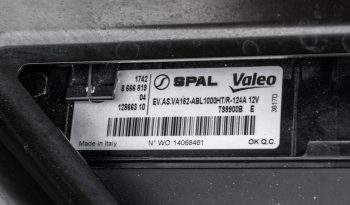 1742
SPAL Valeo
8 666 819
EV.AS.VA162-ABL1000HT/R-124A 12V
04
T99900B E
128663 10
3617D
Made in Italy
N° WO: 14068461
OK Q.C.